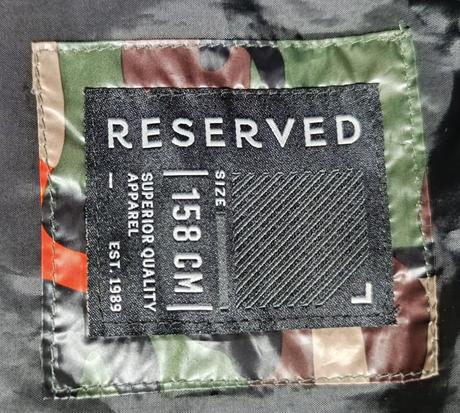 RESERVED
SIZE
158 CM
SUPERIOR QUALITY
APPAREL
EST. 1989